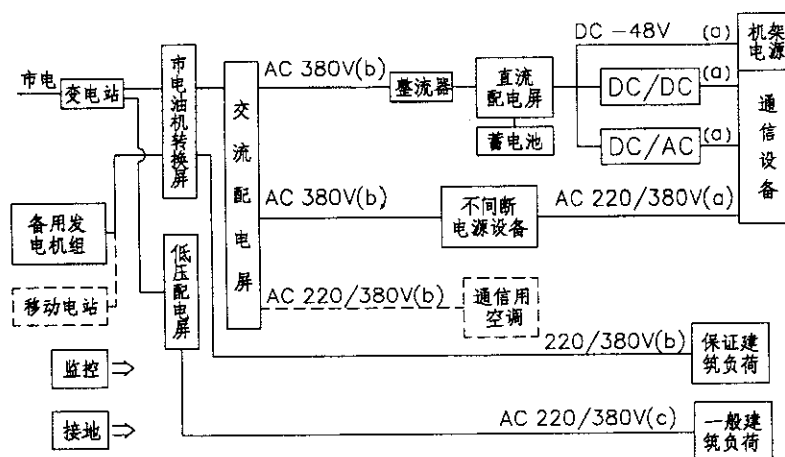 DC -48V
(a)
机架
电源
市电
变电站
市电油机转换屏
交流配电屏
AC 380V(b)
整流器
直流
配电屏
蓄电池
DC/DC
(a)
DC/AC
(a)
通信设备
备用发
电机组
移动电站
低压配电屏
AC 380V(b)
不间断
电源设备
AC 220/380V(a)
AC 220/380V(b)
通信用
空调
220/380V(b)
保证建
筑负荷
监控
接地
AC 220/380V(c)
一般建
筑负荷